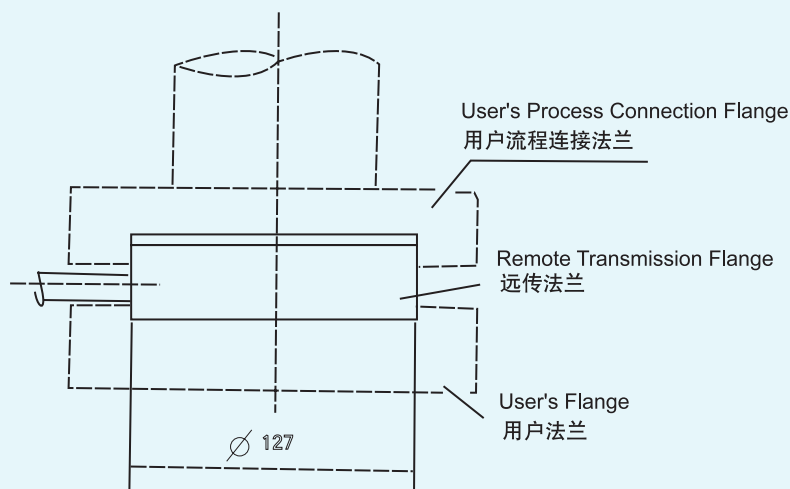 User's Process Connection Flange
用户流程连接法兰
Remote Transmission Flange
远传法兰
User's Flange
用户法兰
∅ 127